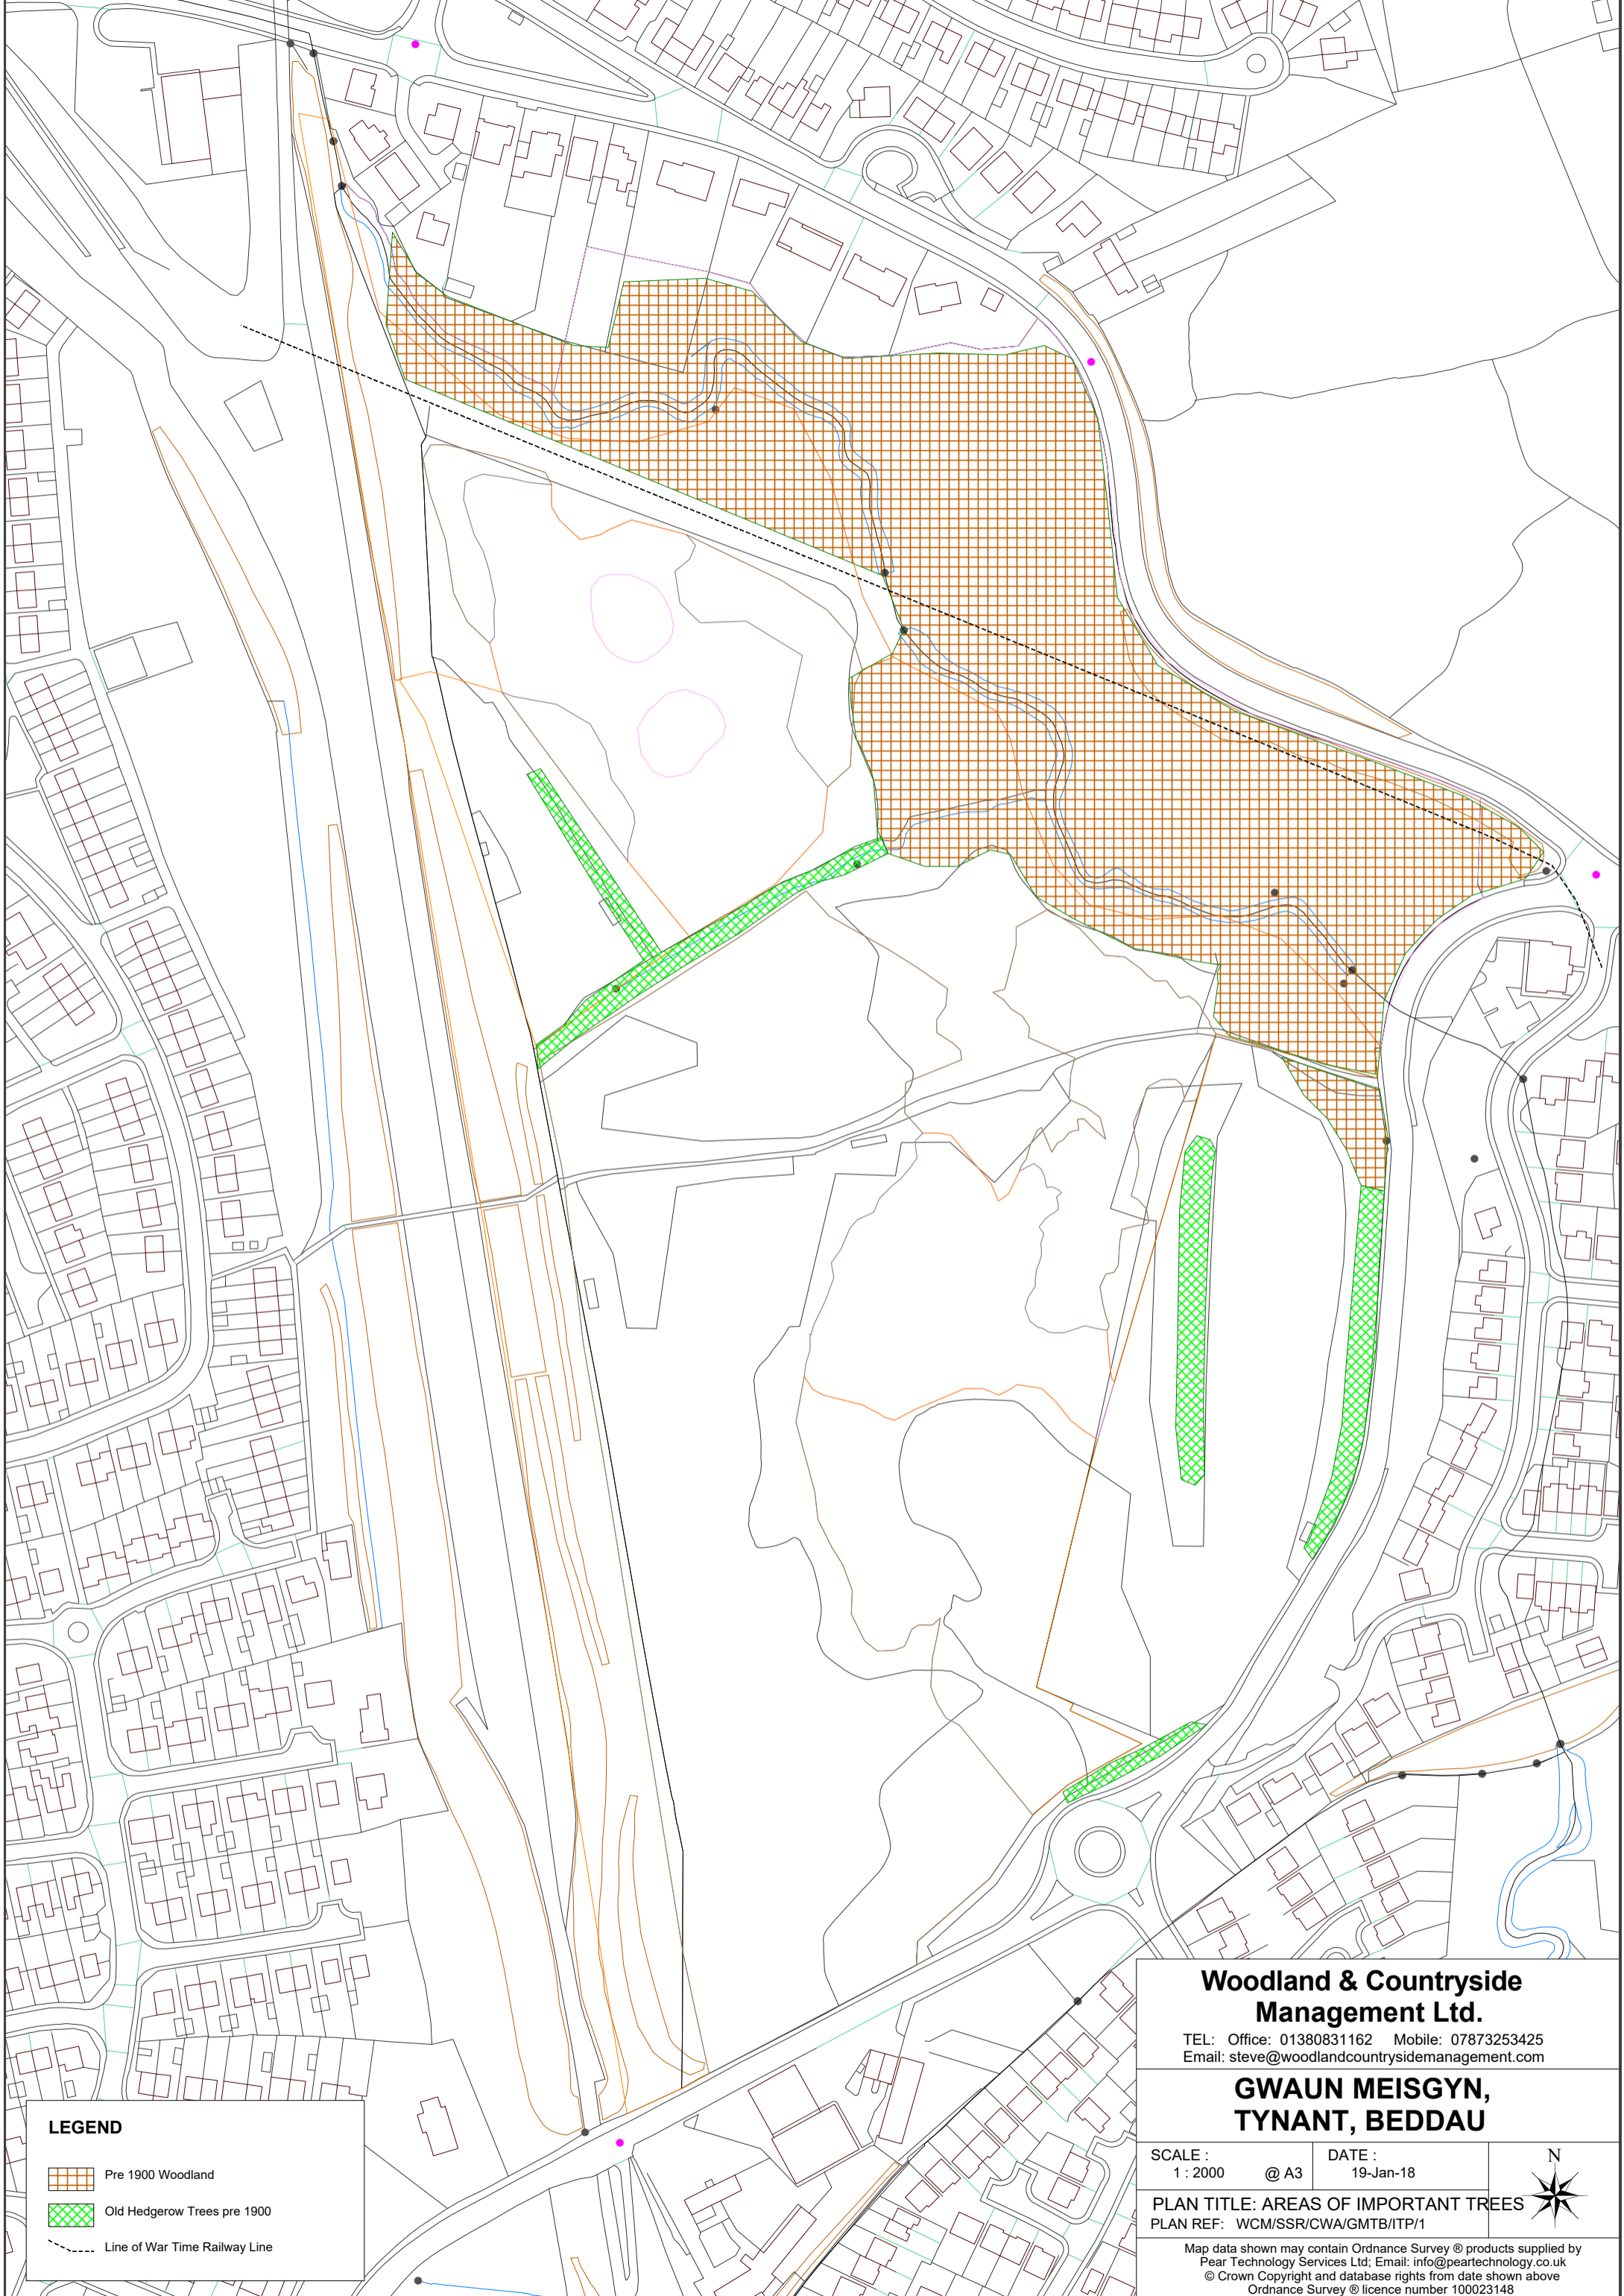 Woodland & Countryside
Management Ltd.
TEL: Office: 01380831162 Mobile: 07873253425
Email: steve@woodlandcountrysidemanagement.com
GWAUN MEISGYN,
TYNANT, BEDDAU
SCALE :
1 : 2000 @ A3
DATE :
19-Jan-18
N
PLAN TITLE: AREAS OF IMPORTANT TREES
PLAN REF: WCM/SSR/CWA/GMTB/ITP/1
Map data shown may contain Ordnance Survey ® products supplied by
Pear Technology Services Ltd; Email: info@peartechnology.co.uk
© Crown Copyright and database rights from date shown above
Ordnance Survey ® licence number 100023148
LEGEND
Pre 1900 Woodland
Old Hedgerow Trees pre 1900
Line of War Time Railway Line